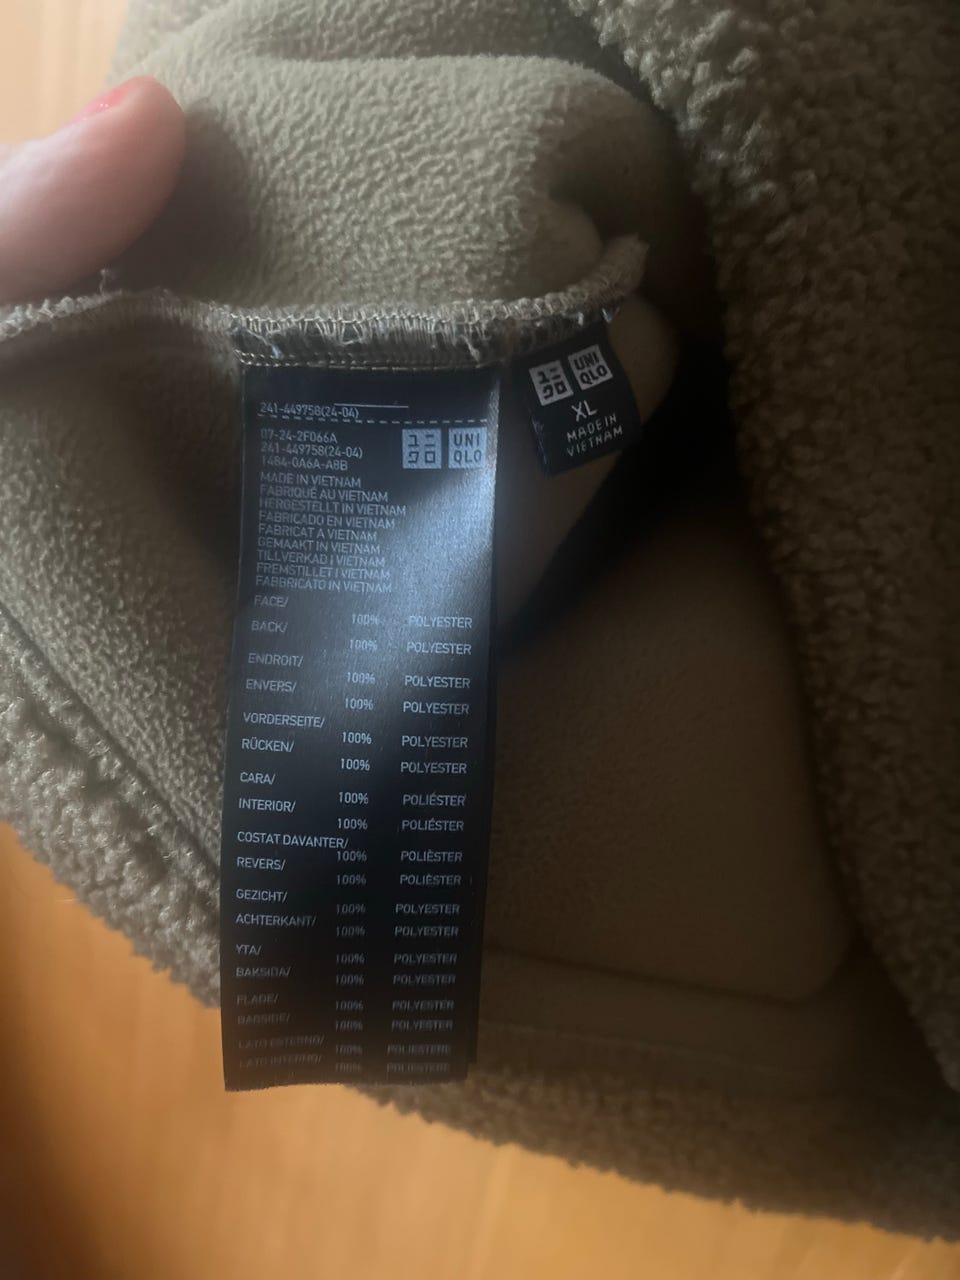 241-449758(24-04)
07-24-2F066A
241-449758(24-04)
1484-0A6A-A8B
ユニ
クロ
UNI
QLO
MADE IN VIETNAM
FABRIQUÉ AU VIETNAM
HERGESTELLT IN VIETNAM
FABRICADO EN VIETNAM
FABRICAT A VIETNAM
GEMAAKT IN VIETNAM
TILLVERKAD I VIETNAM
FREMSTILLET I VIETNAM
FABBRICATO IN VIETNAM
FACE/
100% POLYESTER
BACK/
100% POLYESTER
ENDROIT/
100% POLYESTER
ENVERS/
100% POLYESTER
VORDERSEITE/
100% POLYESTER
RÜCKEN/
100% POLYESTER
CARA/
100% POLIÉSTER
INTERIOR/
100% POLIÉSTER
COSTAT DAVANTER/
100% POLIÈSTER
REVERS/
100% POLIÈSTER
GEZICHT/
100% POLYESTER
ACHTERKANT/
100% POLYESTER
YTA/
100% POLYESTER
BAKSIDA/
100% POLYESTER
FLADE/
100% POLYESTER
BAGSIDE/
100% POLYESTER
LATO ESTERNO/
100% POLIESTERE
LATO INTERNO/
100% POLIESTERE
ユニ
クロ
UNI
QLO
XL
MADE IN
VIETNAM